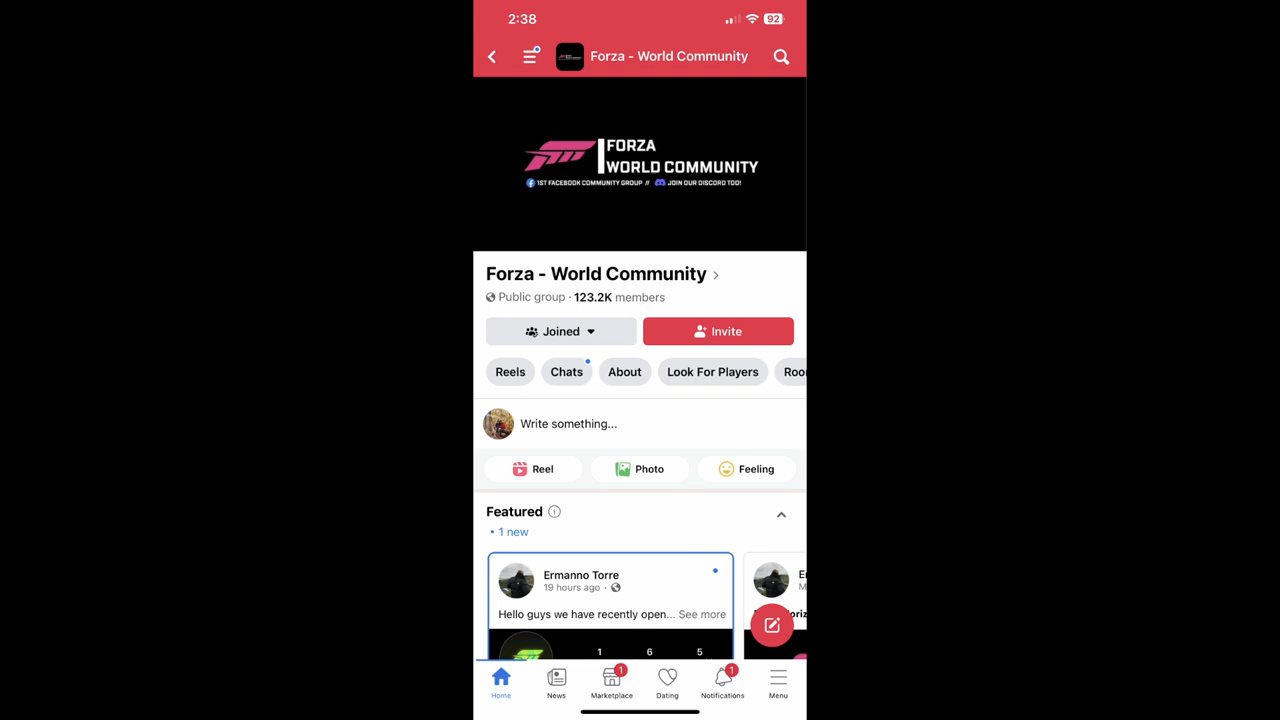 2:38
92
Forza - World Community
FORZA
WORLD COMMUNITY
1ST FACEBOOK COMMUNITY GROUP // JOIN OUR DISCORD TOO!
Forza - World Community
Public group · 123.2K members
Joined
Invite
Reels
Chats
About
Look For Players
Write something...
Reel
Photo
Feeling
Featured
• 1 new
Ermanno Torre
19 hours ago ·
Hello guys we have recently open... See more
1 6 5
1
1
Home
News
Marketplace
Dating
Notifications
Menu